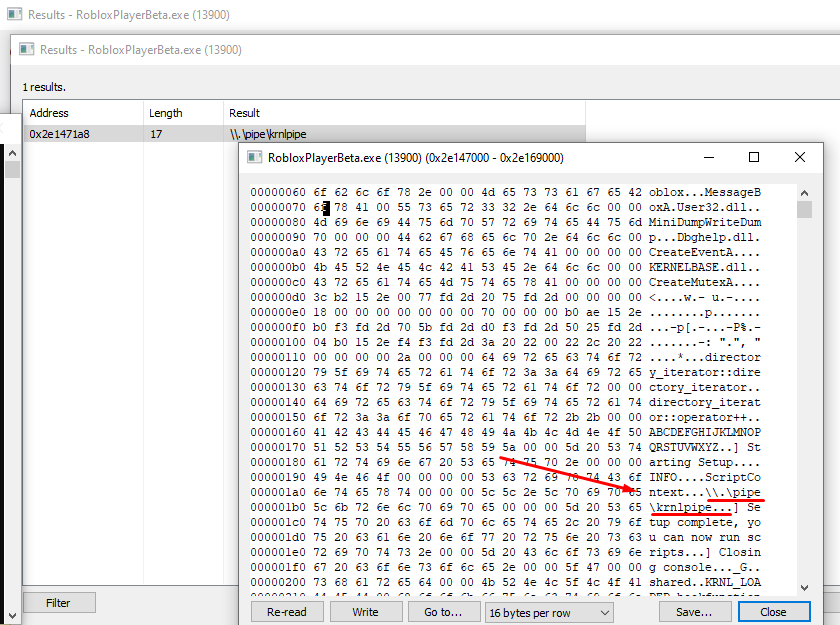 Results - RobloxPlayerBeta.exe (13900)
Results - RobloxPlayerBeta.exe (13900)
1 results.
Address Length Result
0x2e1471a8 17 \\.\pipe\krnlpipe
RobloxPlayerBeta.exe (13900) (0x2e147000 - 0x2e169000)
00000060 6f 62 6c 6f 78 2e 00 00 4d 65 73 73 61 67 65 42 oblox...MessageB
00000070 6f 78 41 00 55 73 65 72 33 32 2e 64 6c 6c 00 00 oxA.User32.dll..
00000080 4d 69 6e 69 44 75 6d 70 57 72 69 74 65 44 75 6d MiniDumpWriteDum
00000090 70 00 00 00 44 62 67 68 65 6c 70 2e 64 6c 6c 00 p...Dbghelp.dll.
000000a0 43 72 65 61 74 65 45 76 65 6e 74 41 00 00 00 00 CreateEventA....
000000b0 4b 45 52 4e 45 4c 42 41 53 45 2e 64 6c 6c 00 00 KERNELBASE.dll..
000000c0 43 72 65 61 74 65 4d 75 74 65 78 41 00 00 00 00 CreateMutexA....
000000d0 3c b2 15 2e 00 77 fd 2d 20 75 fd 2d 00 00 00 00 <....w.- u.-....
000000e0 18 00 00 00 00 00 00 00 70 00 00 00 b0 ae 15 2e ........p.......
000000f0 b0 f3 fd 2d 70 5b fd 2d d0 f3 fd 2d 50 25 fd 2d ...-p[.-...-P%.-
00000100 04 b0 15 2e f4 f3 fd 2d 3a 20 22 00 22 2c 20 22 .......-: ".", "
00000110 00 00 00 00 2a 00 00 00 64 69 72 65 63 74 6f 72 ....*...director
00000120 79 5f 69 74 65 72 61 74 6f 72 3a 3a 64 69 72 65 y_iterator::dire
00000130 63 74 6f 72 79 5f 69 74 65 72 61 74 6f 72 00 00 ctory_iterator..
00000140 64 69 72 65 63 74 6f 72 79 5f 69 74 65 72 61 74 directory_iterat
00000150 6f 72 3a 3a 6f 70 65 72 61 74 6f 72 2b 2b 00 00 or::operator++..
00000160 41 42 43 44 45 46 47 48 49 4a 4b 4c 4d 4e 4f 50 ABCDEFGHIJKLMNOP
00000170 51 52 53 54 55 56 57 58 59 5a 00 00 5d 20 53 74 QRSTUVWXYZ..] St
00000180 61 72 74 69 6e 67 20 53 65 74 75 70 2e 00 00 00 arting Setup....
00000190 49 4e 46 4f 00 00 00 00 53 63 72 69 70 74 43 6f INFO....ScriptCo
000001a0 6e 74 65 78 74 00 00 00 5c 5c 2e 5c 70 69 70 65 ntext...\\.\pipe
000001b0 5c 6b 72 6e 6c 70 69 70 65 00 00 00 5d 20 53 65 \krnlpipe...] Se
000001c0 74 75 70 20 63 6f 6d 70 6c 65 74 65 2c 20 79 6f tup complete, yo
000001d0 75 20 63 61 6e 20 6e 6f 77 20 72 75 6e 20 73 63 u can now run sc
000001e0 72 69 70 74 73 2e 00 00 5d 20 43 6c 6f 73 69 6e ripts...] Closin
000001f0 67 20 63 6f 6e 73 6f 6c 65 2e 00 00 5f 47 00 00 g console..._G..
00000200 73 68 61 72 65 64 00 00 4b 52 4e 4c 5f 4c 4f 41 shared..KRNL_LOA
Filter
Re-read Write Go to... 16 bytes per row Save... Close